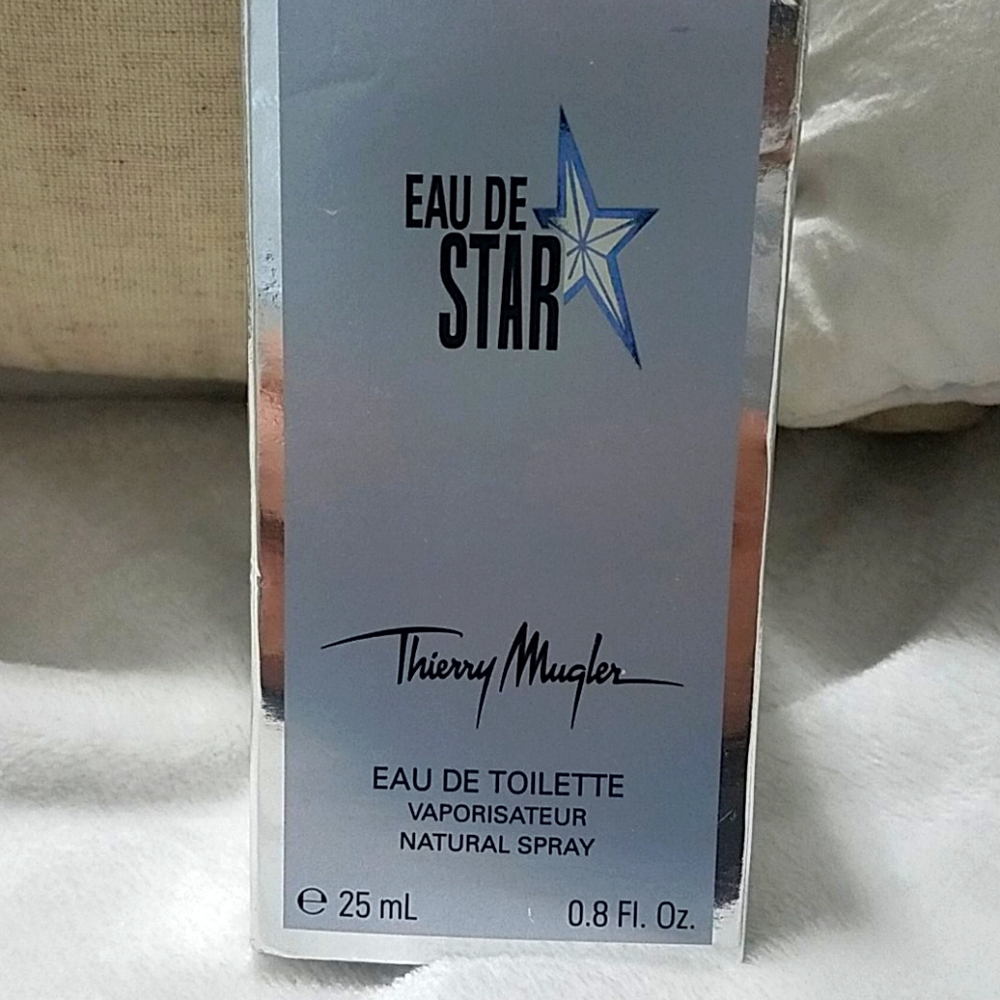 EAU DE
STAR
Thierry Mugler
EAU DE TOILETTE
VAPORISATEUR
NATURAL SPRAY
℮ 25 mL 0.8 Fl. Oz.